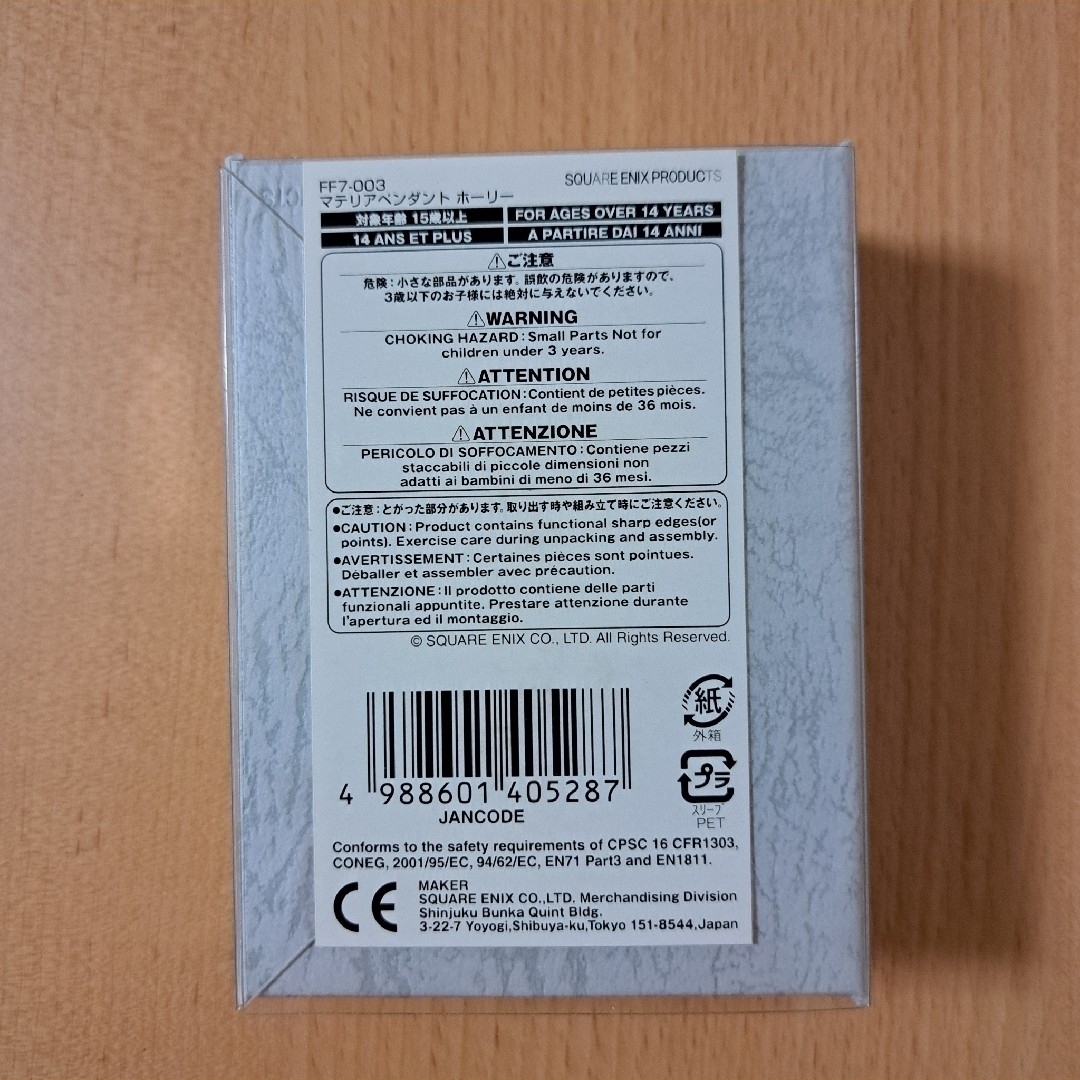 FF7-003
SQUARE ENIX PRODUCTS
マテリアペンダント ホーリー
対象年齢 15歳以上
FOR AGES OVER 14 YEARS
14 ANS ET PLUS
A PARTIRE DAI 14 ANNI
⚠ご注意
危険：小さな部品があります。誤飲の危険がありますので、
3歳以下のお子様には絶対に与えないでください。
⚠WARNING
CHOKING HAZARD：Small Parts Not for
children under 3 years.
⚠ATTENTION
RISQUE DE SUFFOCATION：Contient de petites pièces.
Ne convient pas à un enfant de moins de 36 mois.
⚠ATTENZIONE
PERICOLO DI SOFFOCAMENTO：Contiene pezzi
staccabili di piccole dimensioni non
adatti ai bambini di meno di 36 mesi.
●ご注意：とがった部分があります。取り出す時や組み立て時にご注意ください。
●CAUTION：Product contains functional sharp edges(or
points). Exercise care during unpacking and assembly.
●AVERTISSEMENT：Certaines pièces sont pointues.
Déballer et assembler avec précaution.
●ATTENZIONE：Il prodotto contiene delle parti
funzionali appuntite. Prestare attenzione durante
l'apertura ed il montaggio.
© SQUARE ENIX CO., LTD. All Rights Reserved.
紙
外箱
プラ
スリーブ
PET
4 988601 405287
JANCODE
Conforms to the safety requirements of CPSC 16 CFR1303,
CONEG, 2001/95/EC, 94/62/EC, EN71 Part3 and EN1811.
CE
MAKER
SQUARE ENIX CO.,LTD. Merchandising Division
Shinjuku Bunka Quint Bldg.
3-22-7 Yoyogi,Shibuya-ku,Tokyo 151-8544,Japan